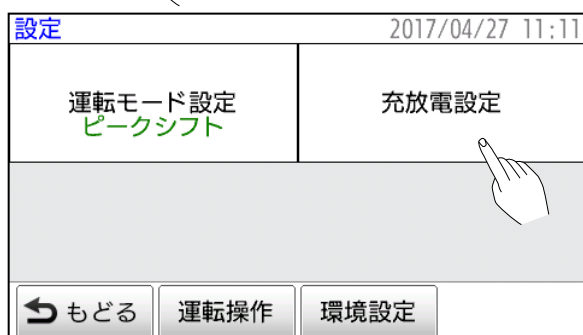 設定 2017/04/27 11:11
運転モード設定 充放電設定
ピークシフト
もどる 運転操作 環境設定